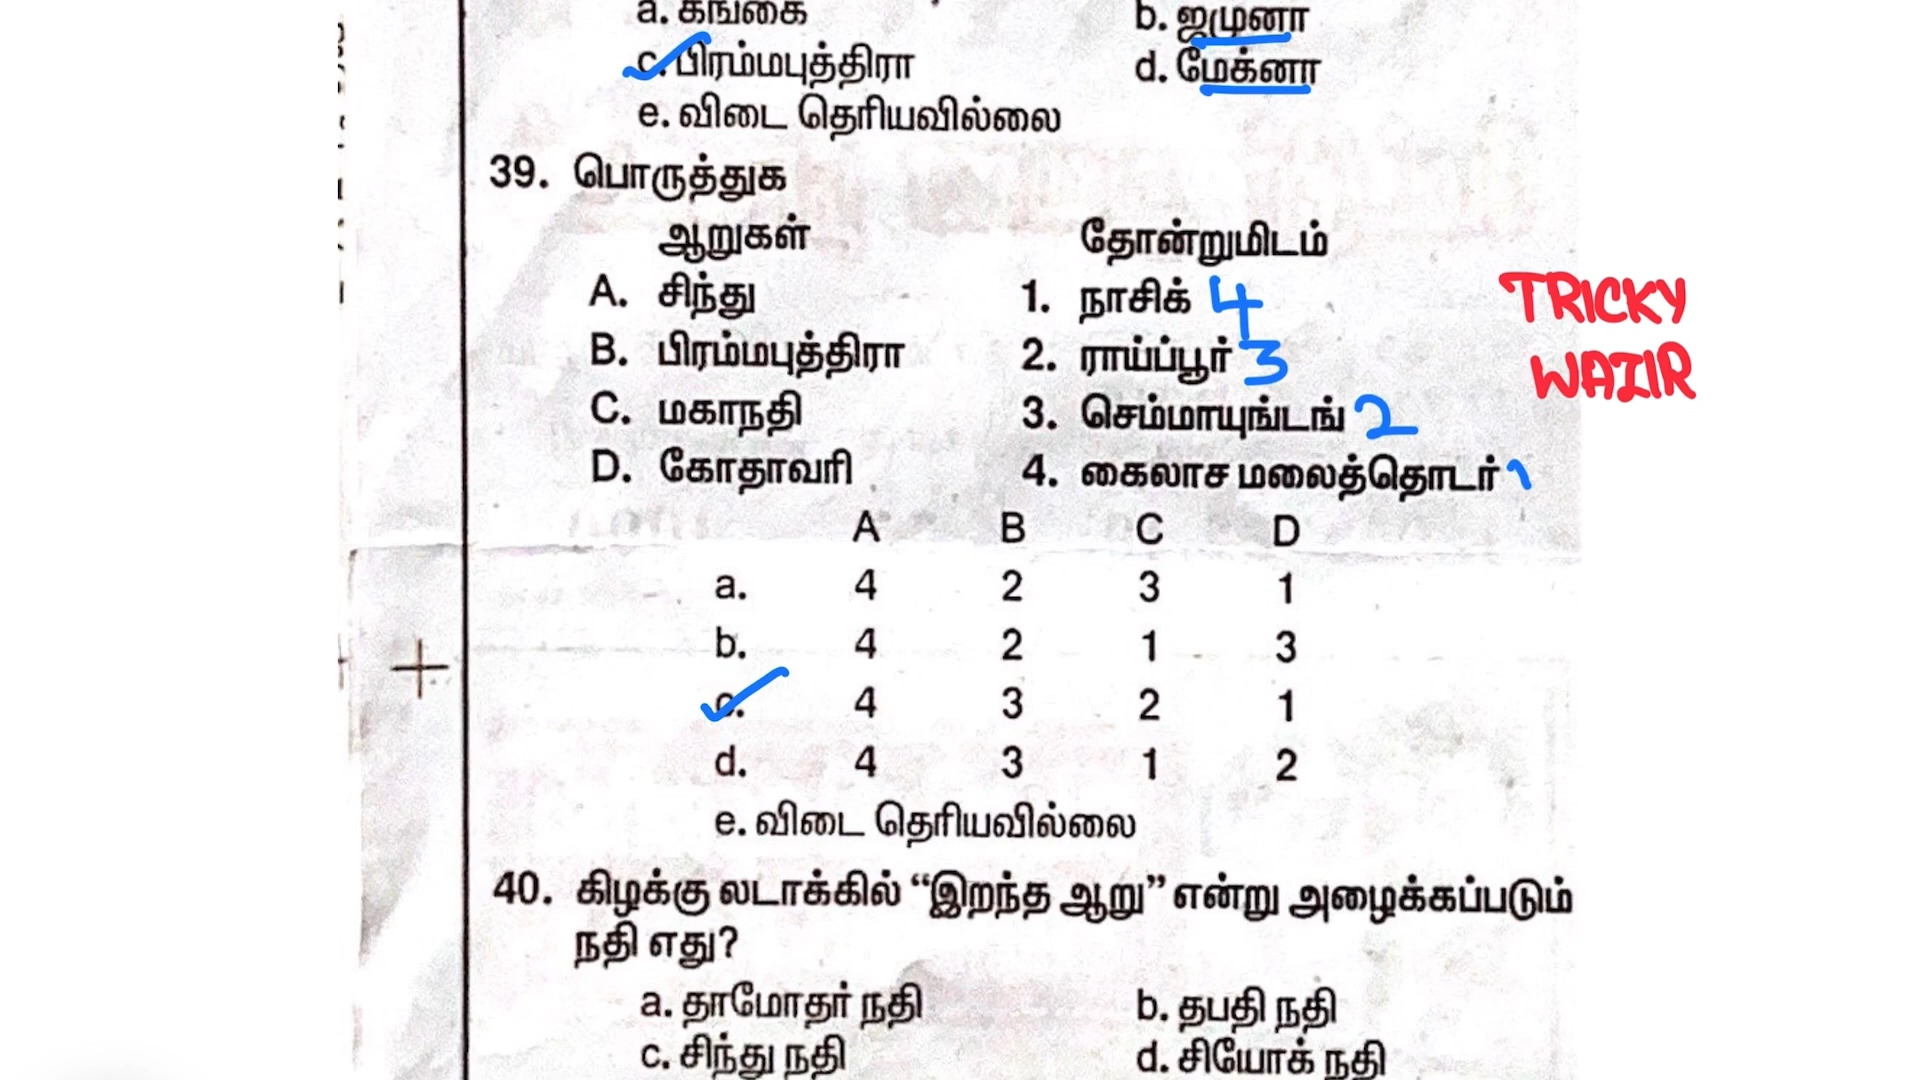 a. கங்கை b. ஜமுனா
c. பிரம்மபுத்திரா d. மேக்னா
e. விடை தெரியவில்லை
39. பொருத்துக
ஆறுகள் தோன்றுமிடம்
A. சிந்து 1. நாசிக் 4
B. பிரம்மபுத்திரா 2. ராய்ப்பூர் 3
C. மகாநதி 3. செம்மாயுங்டங் 2
D. கோதாவரி 4. கைலாச மலைத்தொடர் 1
TRICKY
WAZIR
A B C D
a. 4 2 3 1
b. 4 2 1 3
c. 4 3 2 1
d. 4 3 1 2
e. விடை தெரியவில்லை
40. கிழக்கு லடாக்கில் “இறந்த ஆறு” என்று அழைக்கப்படும்
நதி எது?
a. தாமோதர் நதி b. தபதி நதி
c. சிந்து நதி d. சியோக் நதி